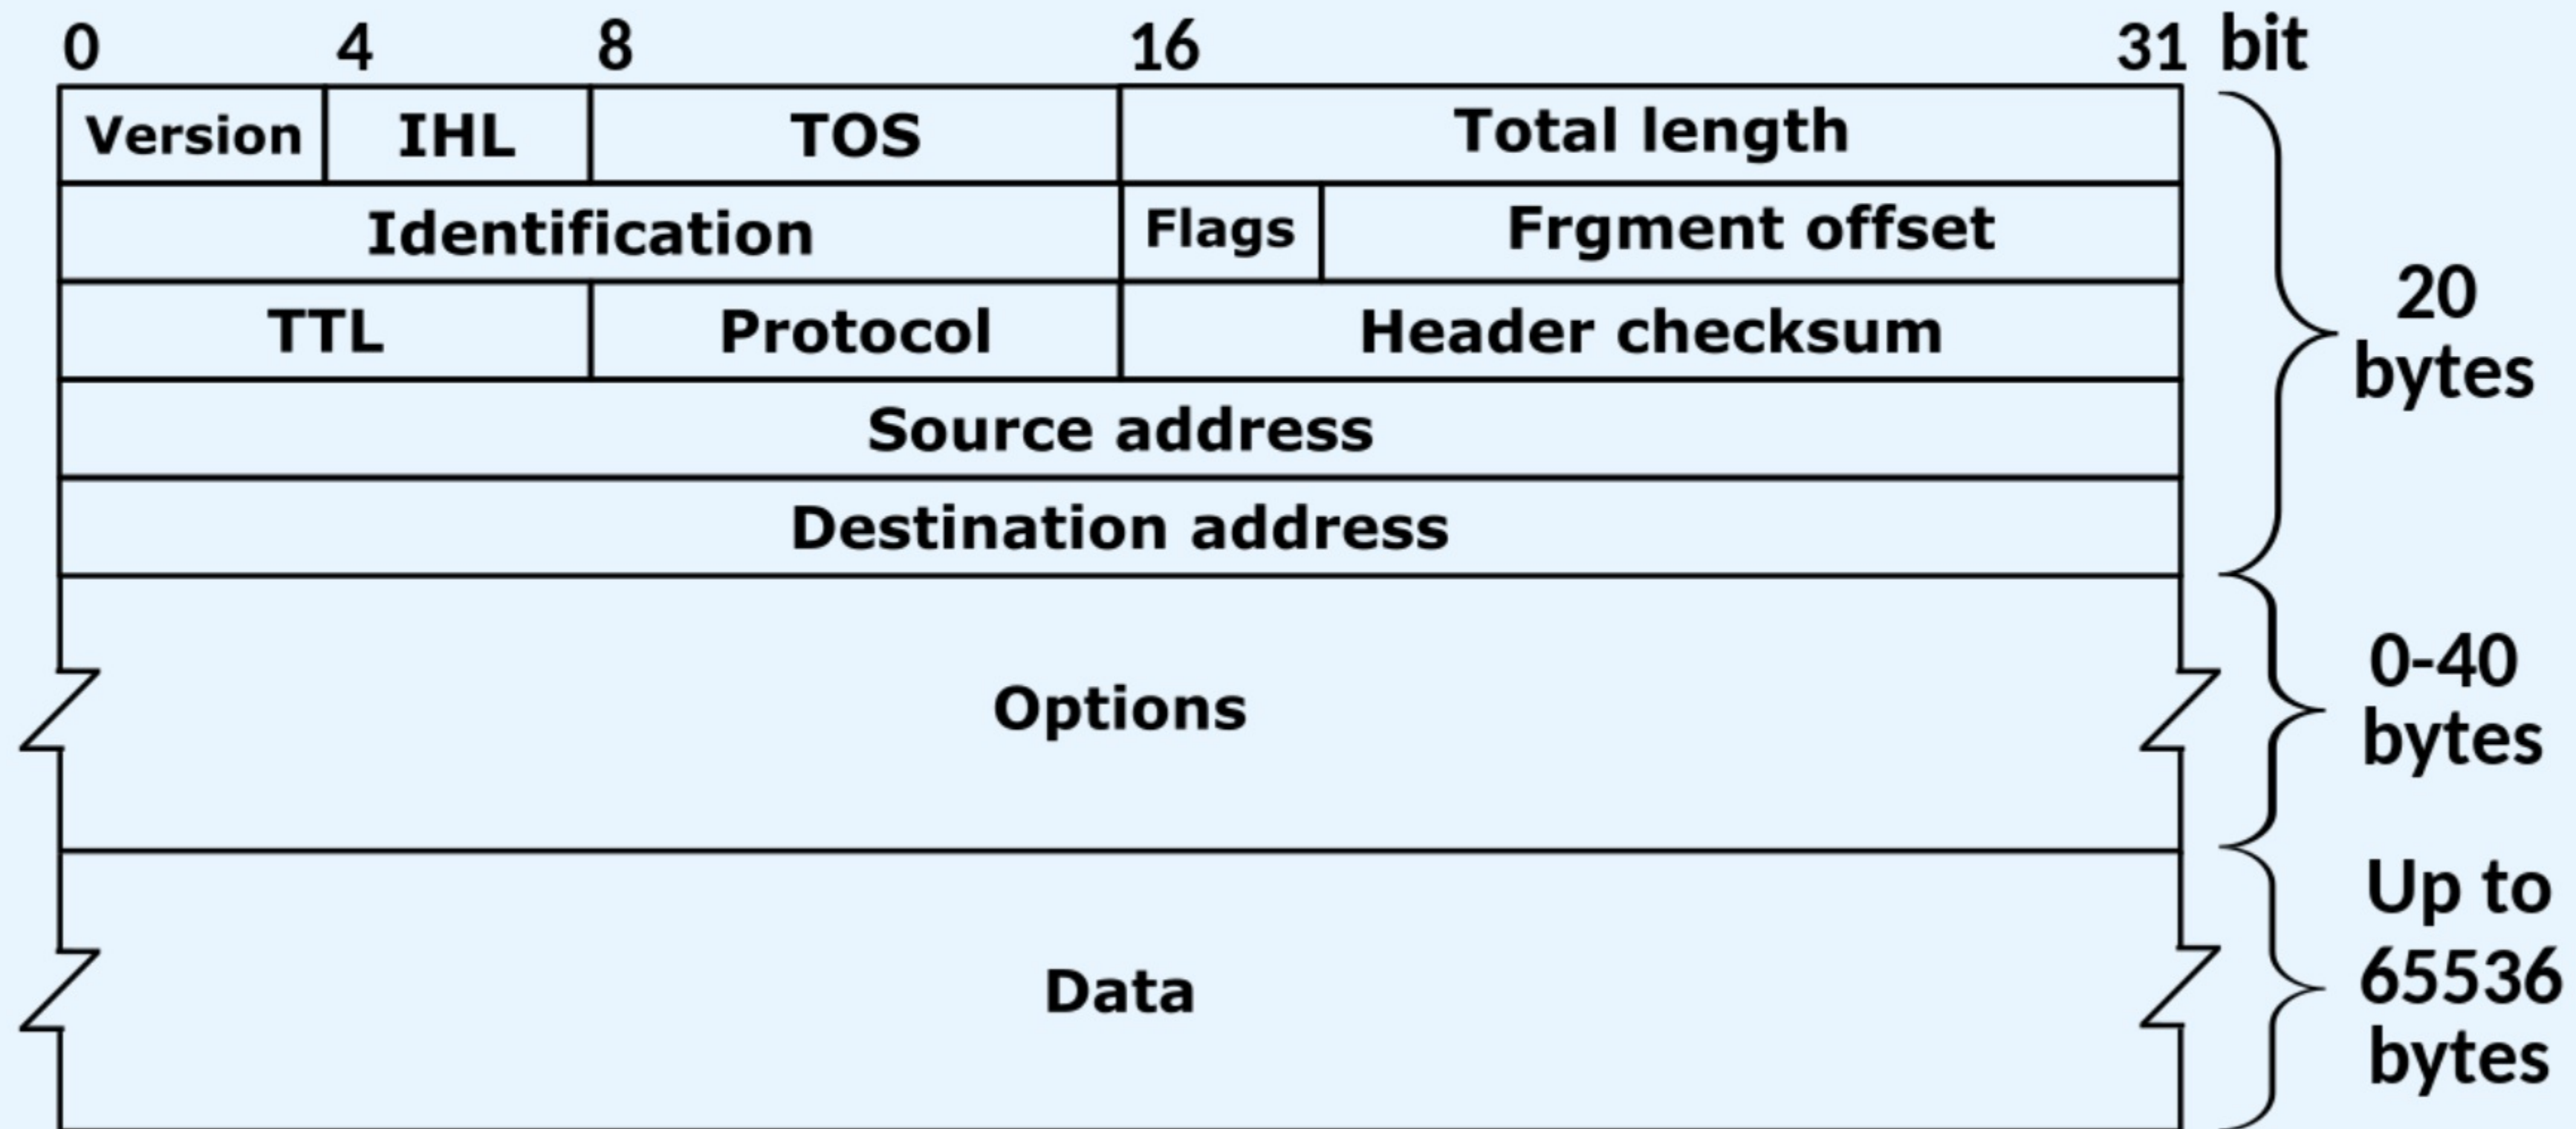 0 4 8 16 31 bit
Version IHL TOS Total length
Identification Flags Frgment offset
TTL Protocol Header checksum
Source address
Destination address
20
bytes
Options
0-40
bytes
Data
Up to
65536
bytes